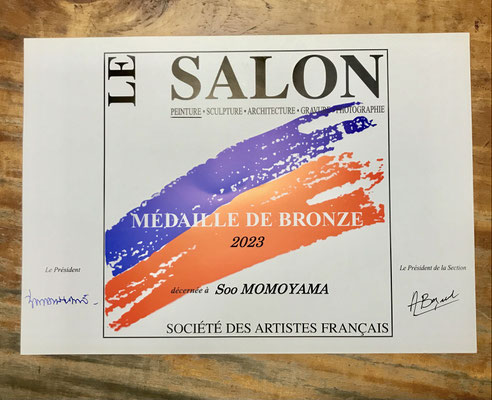 LE SALON
PEINTURE • SCULPTURE • ARCHITECTURE • GRAVURE • PHOTOGRAPHIE
MÉDAILLE DE BRONZE
2023
décernée à Soo MOMOYAMA
Le Président
Le Président de la Section
SOCIÉTÉ DES ARTISTES FRANÇAIS